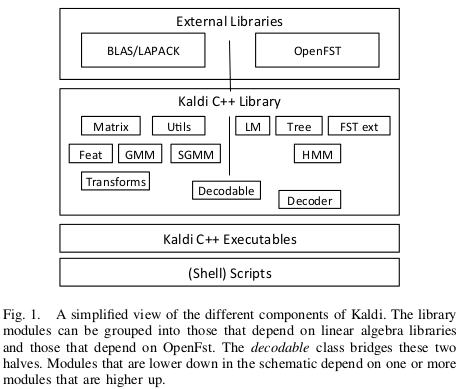 External Libraries
BLAS/LAPACK OpenFST
Kaldi C++ Library
Matrix Utils LM Tree FST ext
Feat GMM SGMM HMM
Transforms
Decodable
Decoder
Kaldi C++ Executables
(Shell) Scripts
Fig. 1. A simplified view of the different components of Kaldi. The library
modules can be grouped into those that depend on linear algebra libraries
and those that depend on OpenFst. The decodable class bridges these two
halves. Modules that are lower down in the schematic depend on one or more
modules that are higher up.